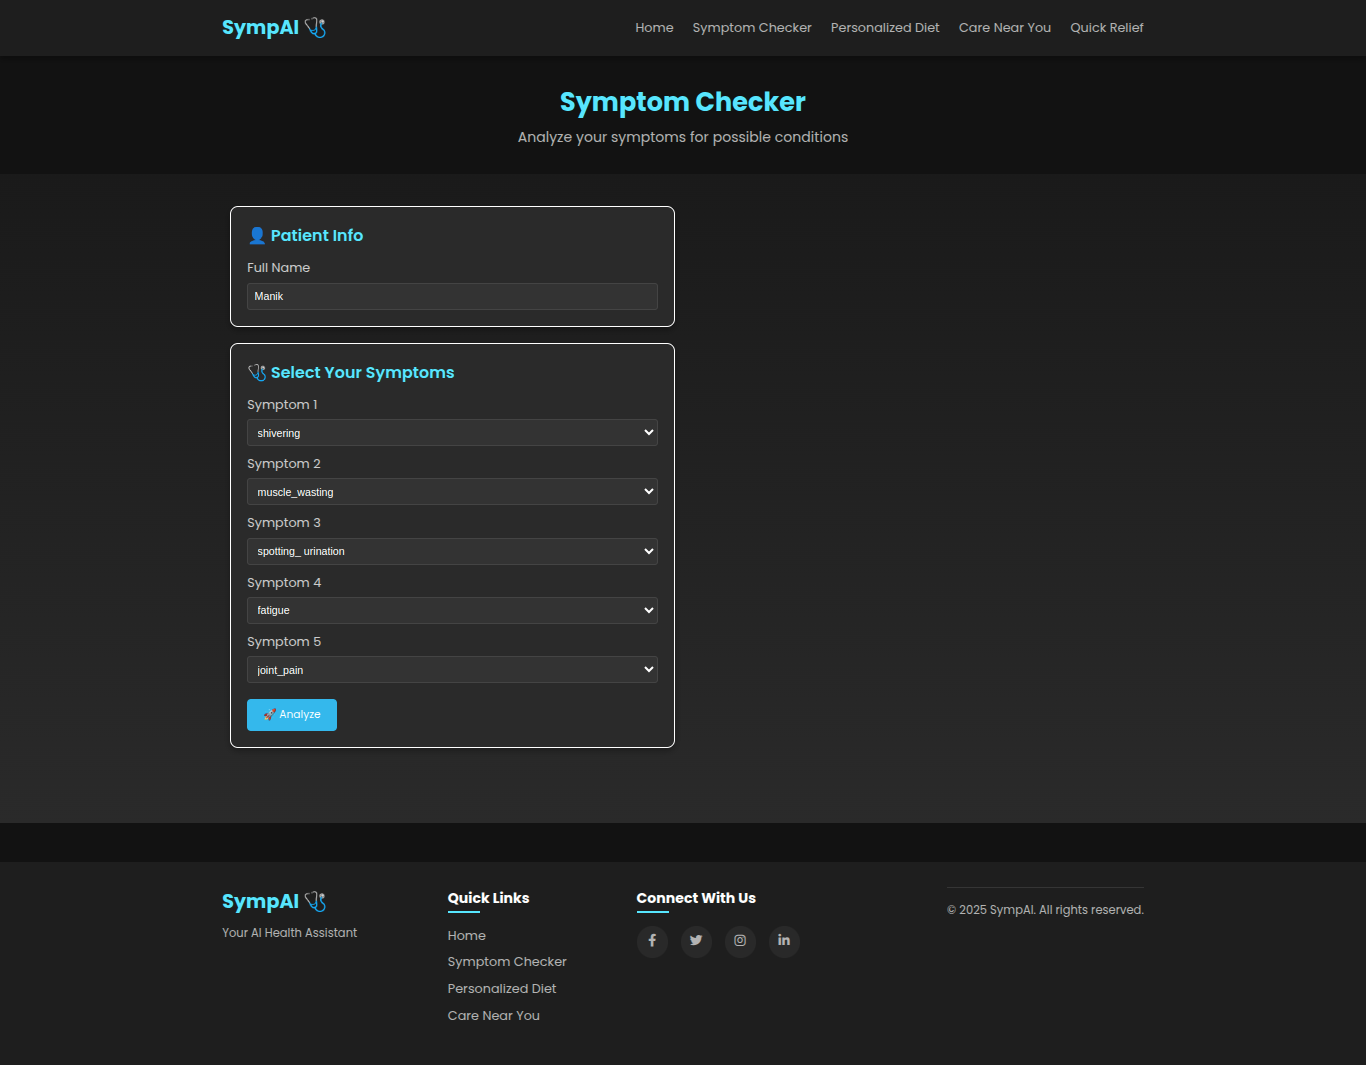 SympAI 🩺
Home Symptom Checker Personalized Diet Care Near You Quick Relief
Symptom Checker
Analyze your symptoms for possible conditions
👤 Patient Info
Full Name
Manik
🩺 Select Your Symptoms
Symptom 1
shivering
Symptom 2
muscle_wasting
Symptom 3
spotting_ urination
Symptom 4
fatigue
Symptom 5
joint_pain
🚀 Analyze
SympAI 🩺
Your AI Health Assistant
Quick Links
Home
Symptom Checker
Personalized Diet
Care Near You
Connect With Us
© 2025 SympAI. All rights reserved.